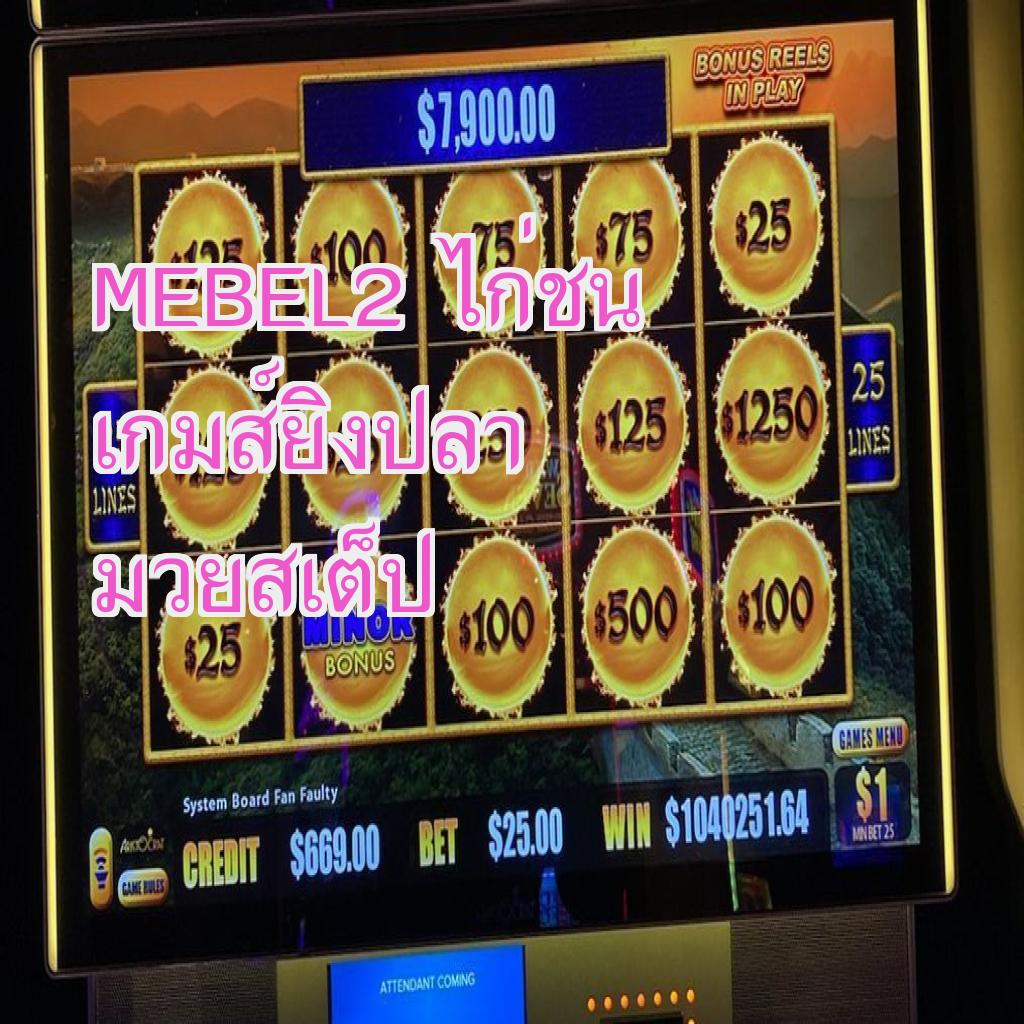 BONUS REELS
IN PLAY
$7,900.00
$100
$75
$75
$25
MEBEL2 ไก่ชน
เกมส์ยิงปลา
มวยสเต็ป
$125
$1250
25
LINES
LINES
$25
MINOR
BONUS
$100
$500
$100
GAMES MENU
System Board Fan Faulty
ARISTOCRAT
GAME RULES
CREDIT
$669.00
BET
$25.00
WIN
$1040251.64
$1
MIN BET 25
ATTENDANT COMING